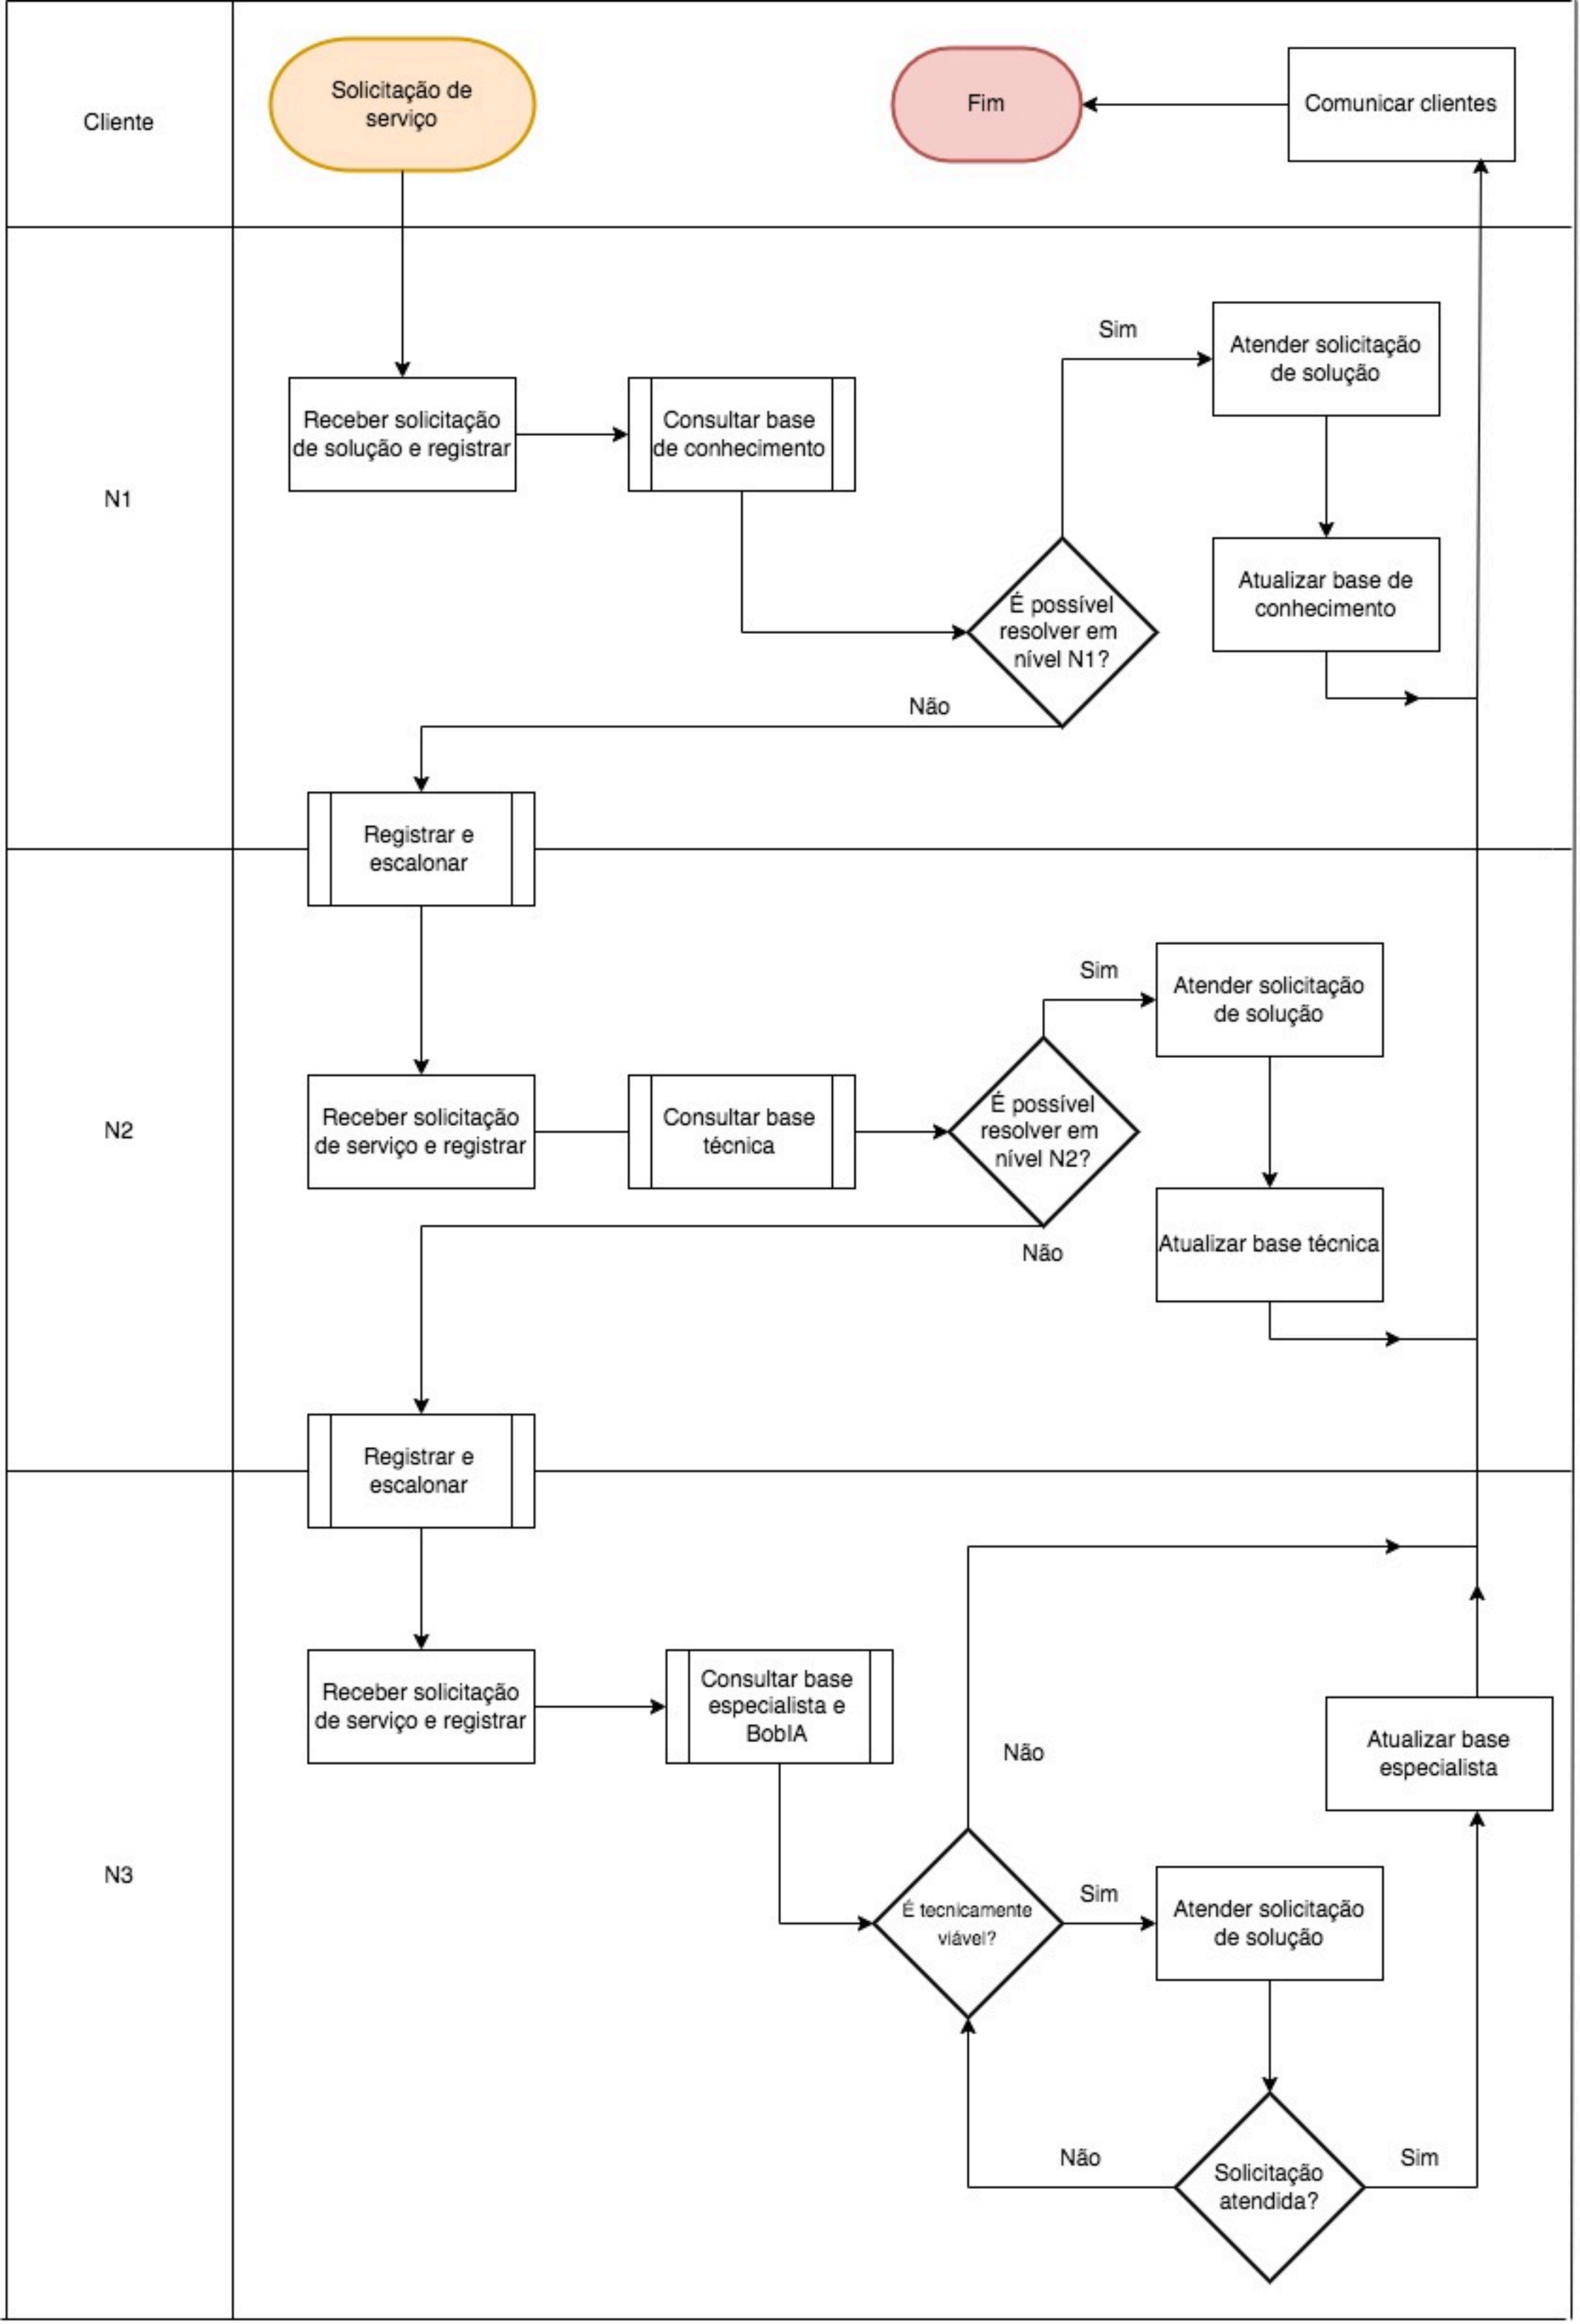 Cliente
Solicitação de
serviço
Fim
Comunicar clientes
N1
Receber solicitação
de solução e registrar
Consultar base
de conhecimento
É possível
resolver em
nível N1?
Sim
Atender solicitação
de solução
Atualizar base de
conhecimento
Não
Registrar e
escalonar
N2
Receber solicitação
de serviço e registrar
Consultar base
técnica
É possível
resolver em
nível N2?
Sim
Atender solicitação
de solução
Atualizar base técnica
Não
Registrar e
escalonar
N3
Receber solicitação
de serviço e registrar
Consultar base
especialista e
BobIA
É tecnicamente
viável?
Não
Sim
Atender solicitação
de solução
Solicitação
atendida?
Não
Sim
Atualizar base
especialista